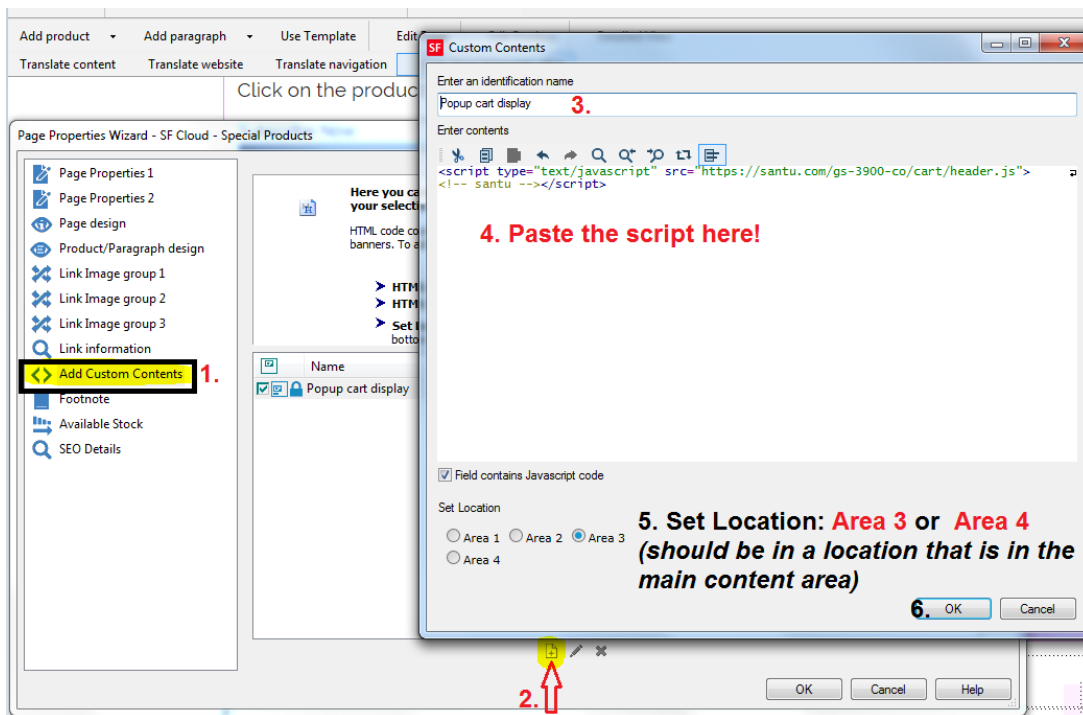 Add product
Add paragraph
Use Template
Translate content
Translate website
Translate navigation
Click on the produc
Page Properties Wizard - SF Cloud - Special Products
Page Properties 1
Page Properties 2
Page design
Product/Paragraph design
Link Image group 1
Link Image group 2
Link Image group 3
Link information
Add Custom Contents
1.
Footnote
Available Stock
SEO Details
Here you ca
your selecti
HTML code co
banners. To a
HTM
HTM
Set l
botto
Name
Popup cart display
2.
OK
Cancel
Help
SF Custom Contents
Enter an identification name
Popup cart display
3.
Enter contents
<script type="text/javascript" src="https://santu.com/gs-3900-co/cart/header.js">
<!-- santu --></script>
4. Paste the script here!
Field contains Javascript code
Set Location
Area 1
Area 2
Area 3
Area 4
5. Set Location: Area 3 or Area 4
(should be in a location that is in the
main content area)
6.
OK
Cancel